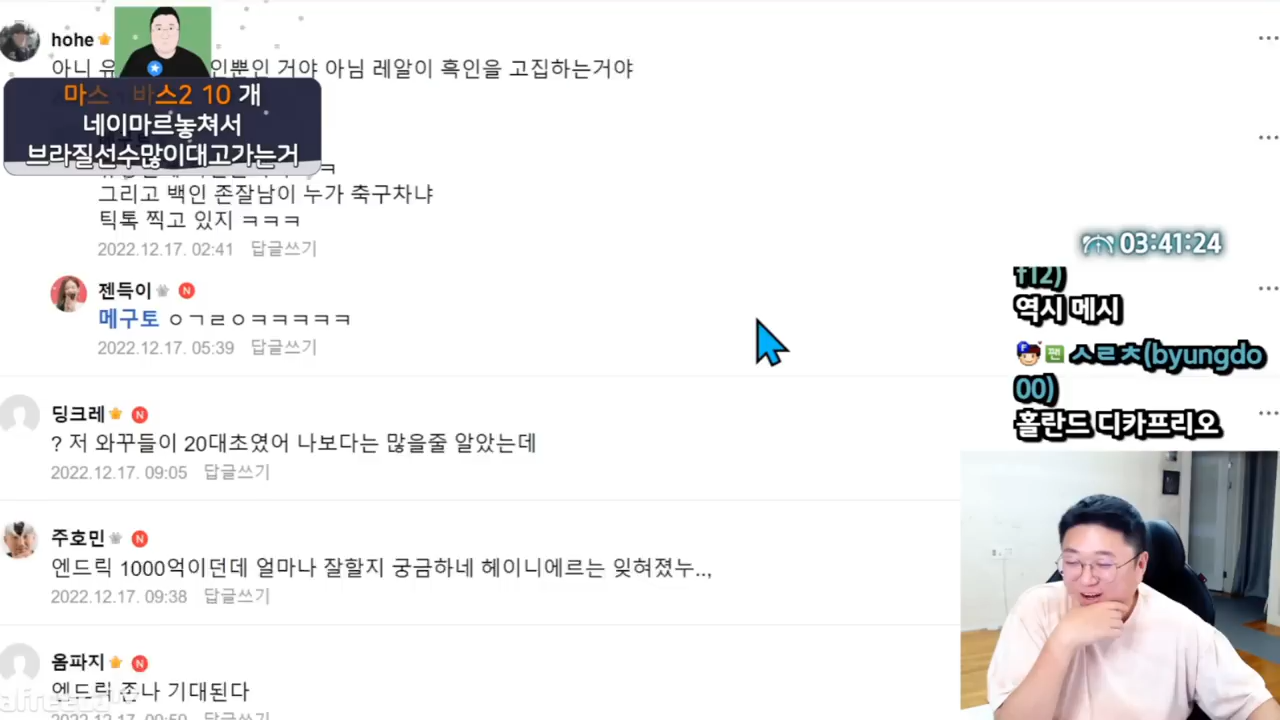 hohe
아니 유
인뿐인 거야 아님 레알이 흑인을 고집하는거야
마스 바스2 10 개
네이마르놓쳐서
브라질선수많이대고가는거
그리고 백인 존잘남이 누가 축구차냐
틱톡 찍고 있지 ㅋㅋㅋ
2022.12.17. 02:41 답글쓰기
03:41:24
f12)
역시 메시
젠득이 N
메구토 ㅇㄱㄹㅇㅋㅋㅋㅋㅋ
2022.12.17. 05:39 답글쓰기
ㅅㄹㅊ(byungdo
00)
홀란드 디카프리오
딩크레 N
? 저 와꾸들이 20대초였어 나보다는 많을줄 알았는데
2022.12.17. 09:05 답글쓰기
주호민 N
엔드릭 1000억이던데 얼마나 잘할지 궁금하네 헤이니에르는 잊혀졌누..,
2022.12.17. 09:38 답글쓰기
옴파지 N
엔드릭 존나 기대된다